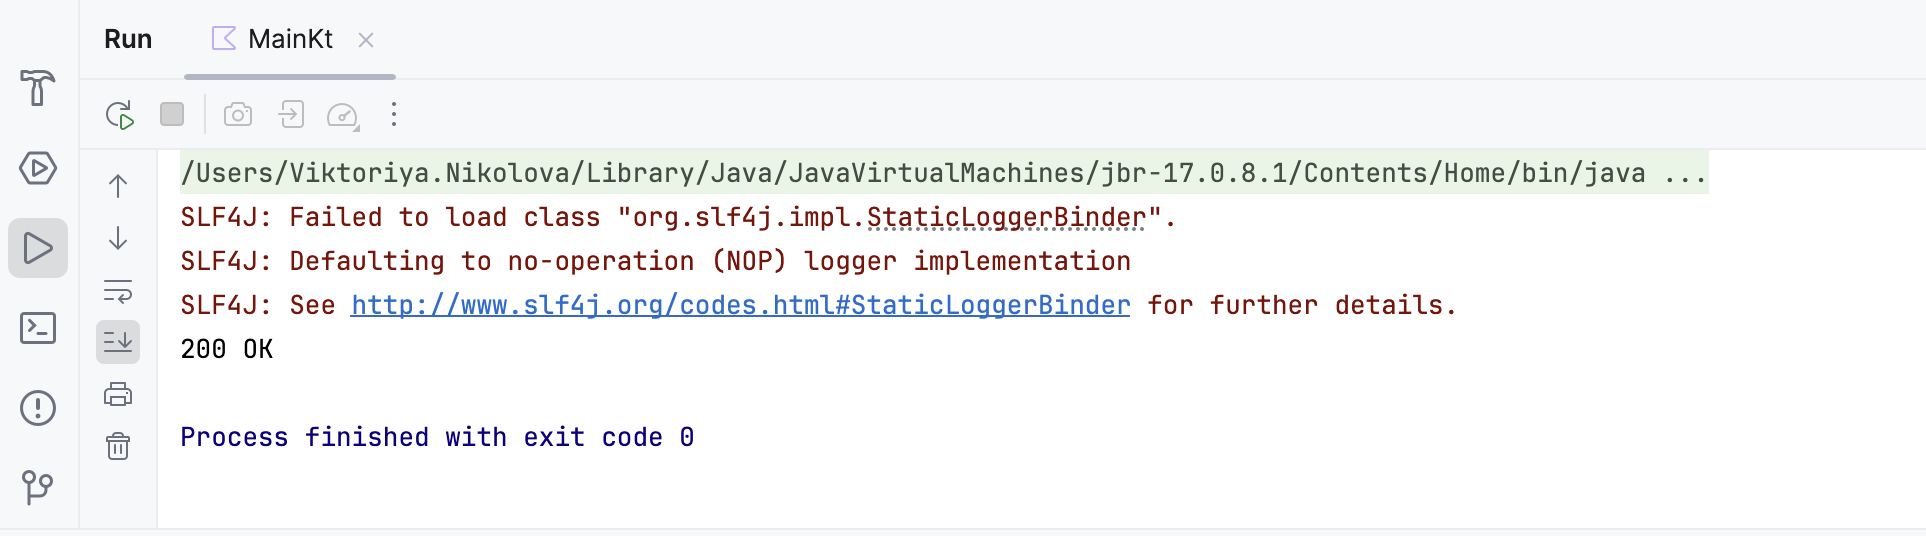 Run MainKt
/Users/Viktoriya.Nikolova/Library/Java/JavaVirtualMachines/jbr-17.0.8.1/Contents/Home/bin/java ...
SLF4J: Failed to load class "org.slf4j.impl.StaticLoggerBinder".
SLF4J: Defaulting to no-operation (NOP) logger implementation
SLF4J: See http://www.slf4j.org/codes.html#StaticLoggerBinder for further details.
200 OK
Process finished with exit code 0